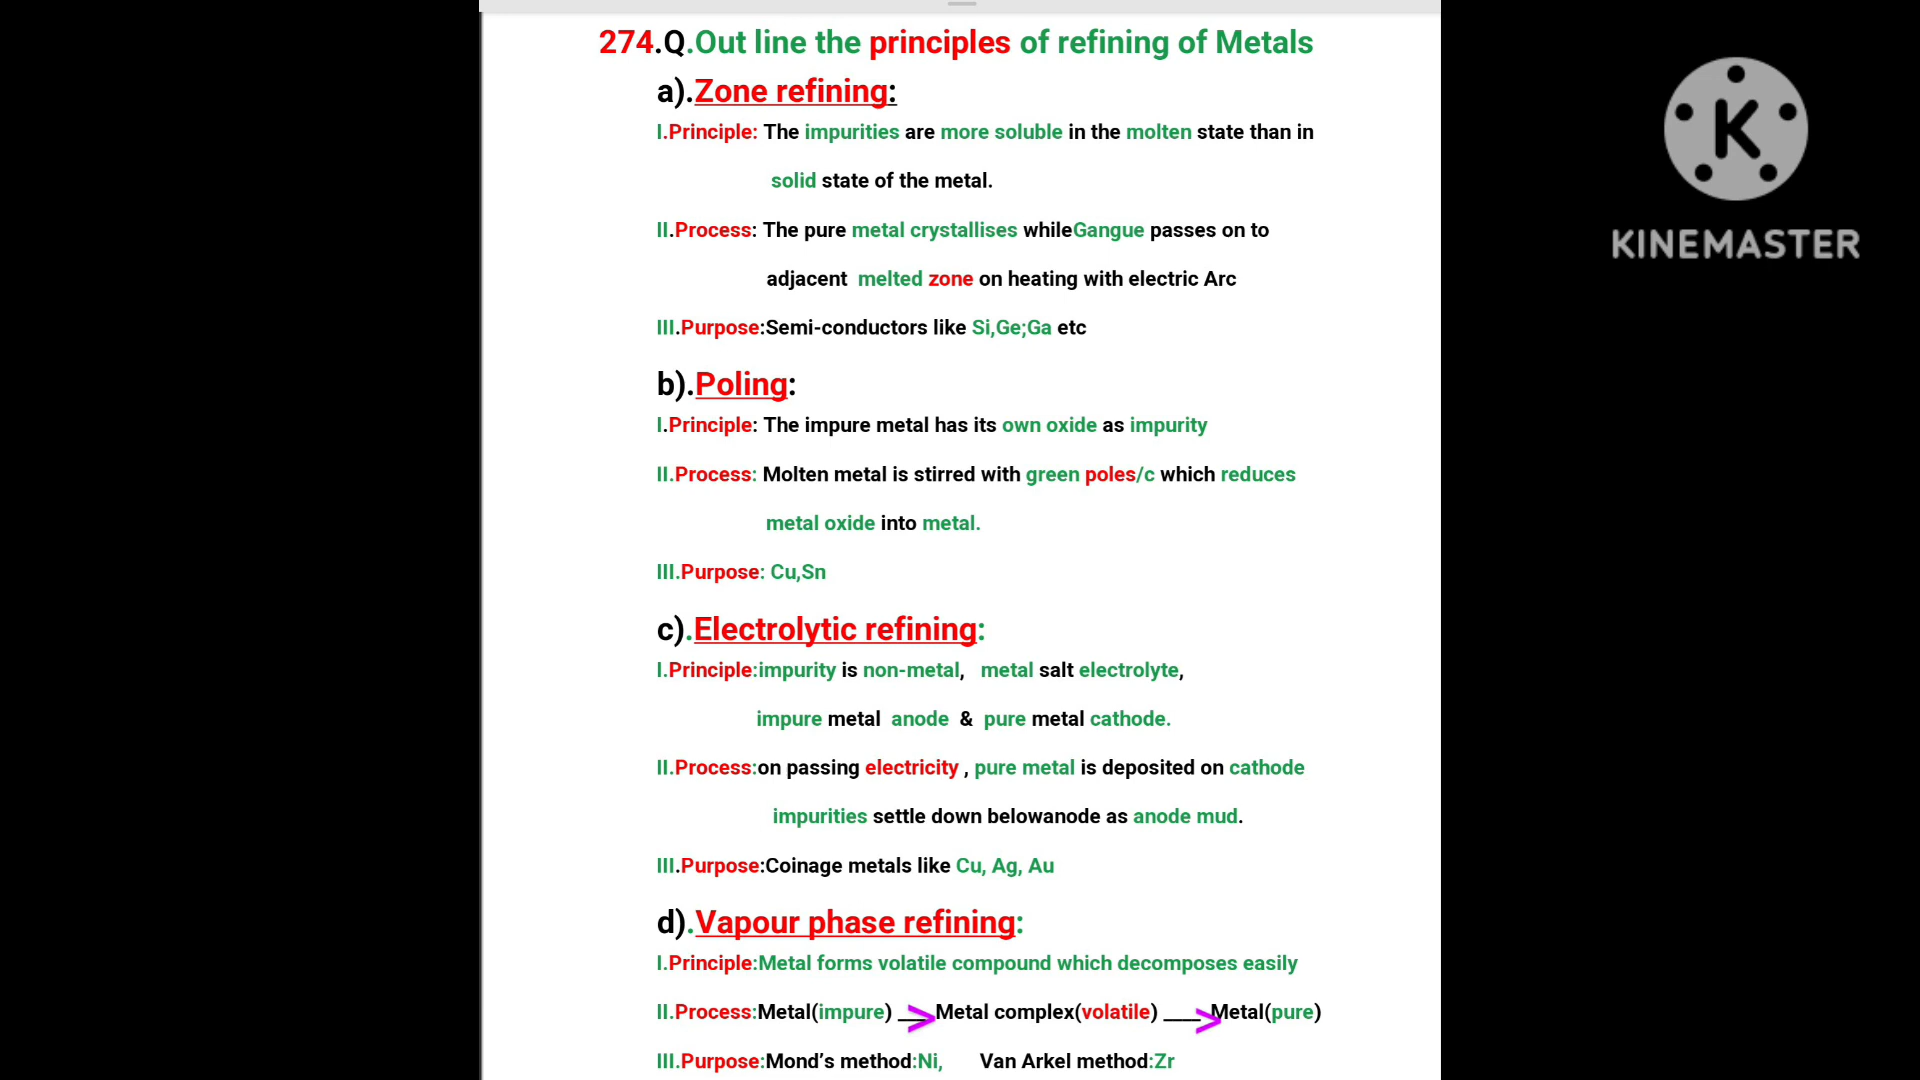 274.Q.Out line the principles of refining of Metals
a).Zone refining:
I.Principle: The impurities are more soluble in the molten state than in
solid state of the metal.
II.Process: The pure metal crystallises whileGangue passes on to
adjacent melted zone on heating with electric Arc
III.Purpose:Semi-conductors like Si,Ge;Ga etc
b).Poling:
I.Principle: The impure metal has its own oxide as impurity
II.Process: Molten metal is stirred with green poles/c which reduces
metal oxide into metal.
III.Purpose: Cu,Sn
c).Electrolytic refining:
I.Principle:impurity is non-metal, metal salt electrolyte,
impure metal anode & pure metal cathode.
II.Process:on passing electricity , pure metal is deposited on cathode
impurities settle down belowanode as anode mud.
III.Purpose:Coinage metals like Cu, Ag, Au
d).Vapour phase refining:
I.Principle:Metal forms volatile compound which decomposes easily
II.Process:Metal(impure) ___> Metal complex(volatile) ____> Metal(pure)
III.Purpose:Mond's method:Ni, Van Arkel method:Zr
K
KINEMASTER